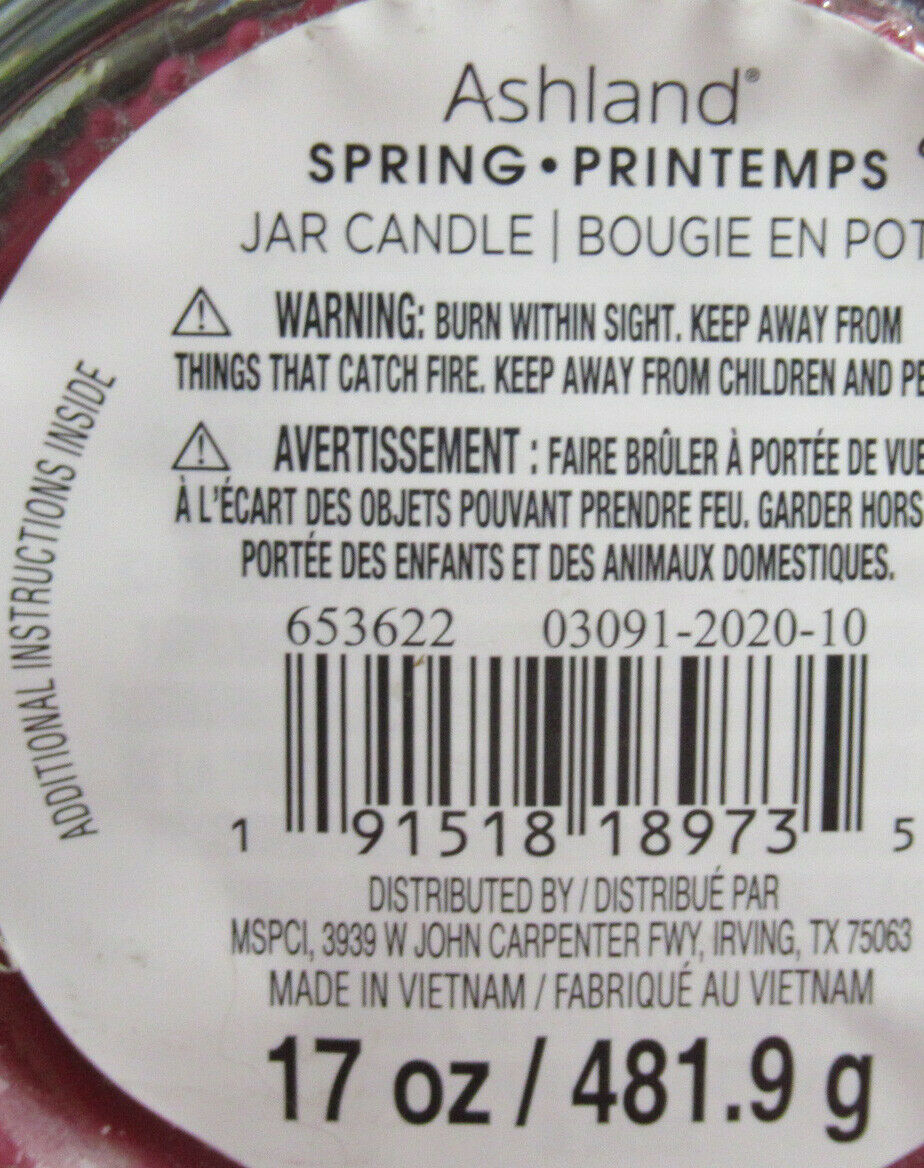 Ashland®
SPRING • PRINTEMPS
JAR CANDLE | BOUGIE EN POT
⚠ WARNING: BURN WITHIN SIGHT. KEEP AWAY FROM
THINGS THAT CATCH FIRE. KEEP AWAY FROM CHILDREN AND
⚠ AVERTISSEMENT : FAIRE BRÛLER À PORTÉE DE VUE
À L'ÉCART DES OBJETS POUVANT PRENDRE FEU. GARDER HORS
PORTÉE DES ENFANTS ET DES ANIMAUX DOMESTIQUES.
ADDITIONAL INSTRUCTIONS INSIDE
653622 03091-2020-10
1 91518 18973 5
DISTRIBUTED BY / DISTRIBUÉ PAR
MSPCI, 3939 W JOHN CARPENTER FWY, IRVING, TX 75063
MADE IN VIETNAM / FABRIQUÉ AU VIETNAM
17 oz / 481.9 g